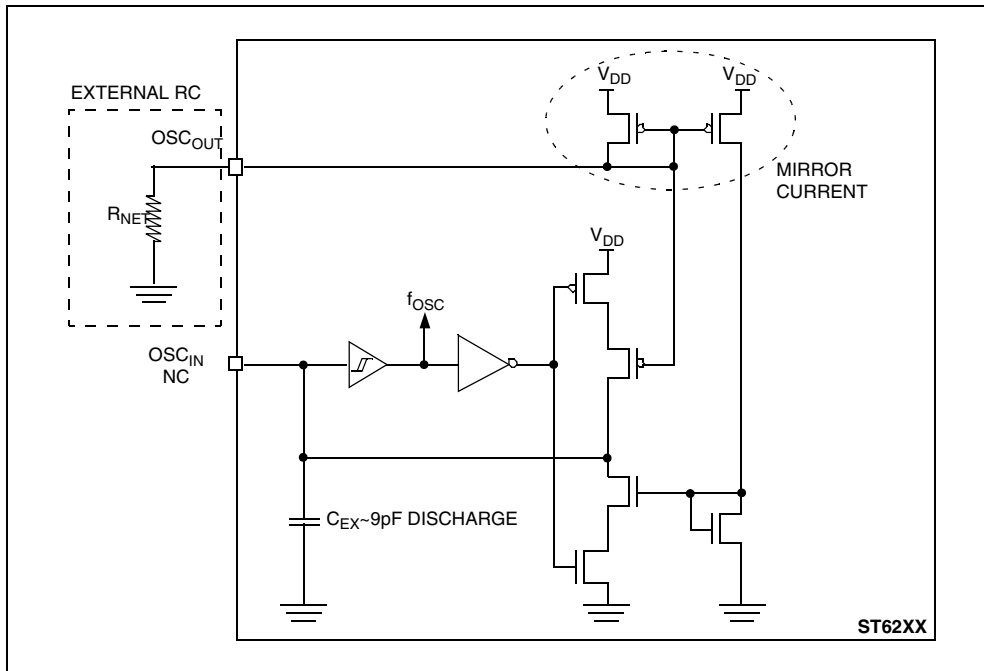 V_DD
V_DD
EXTERNAL RC
OSC_OUT
MIRROR
CURRENT
R_NET
V_DD
f_OSC
OSC_IN
NC
C_EX~9pF DISCHARGE
ST62XX